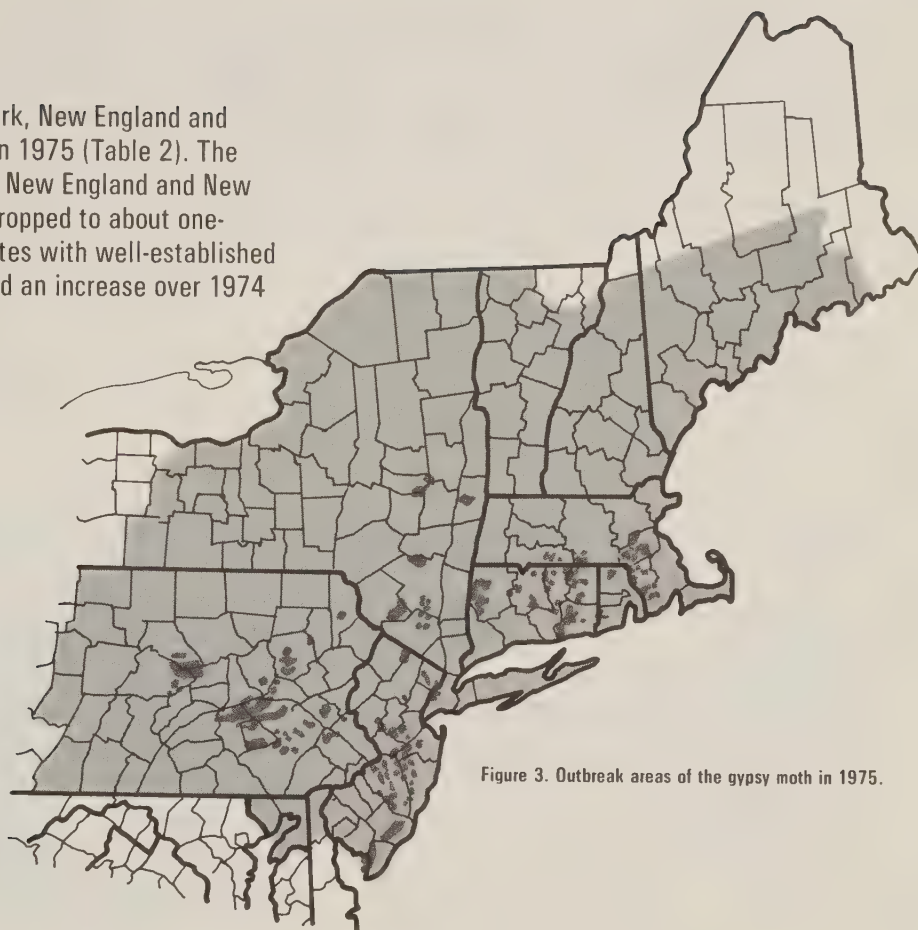 rk, New England and
n 1975 (Table 2). The
New England and New
ropped to about one-
tes with well-established
d an increase over 1974
Figure 3. Outbreak areas of the gypsy moth in 1975.